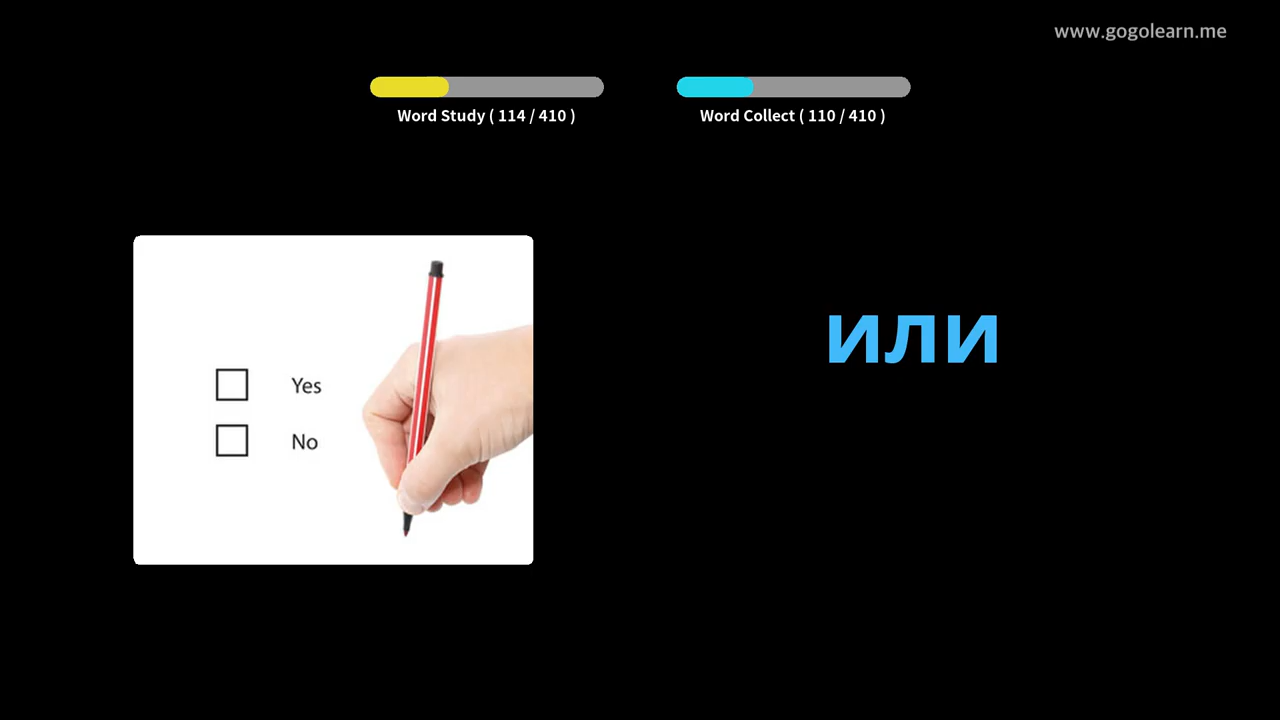 www.gogolearn.me
Word Study ( 114 / 410 )
Word Collect ( 110 / 410 )
или
Yes
No